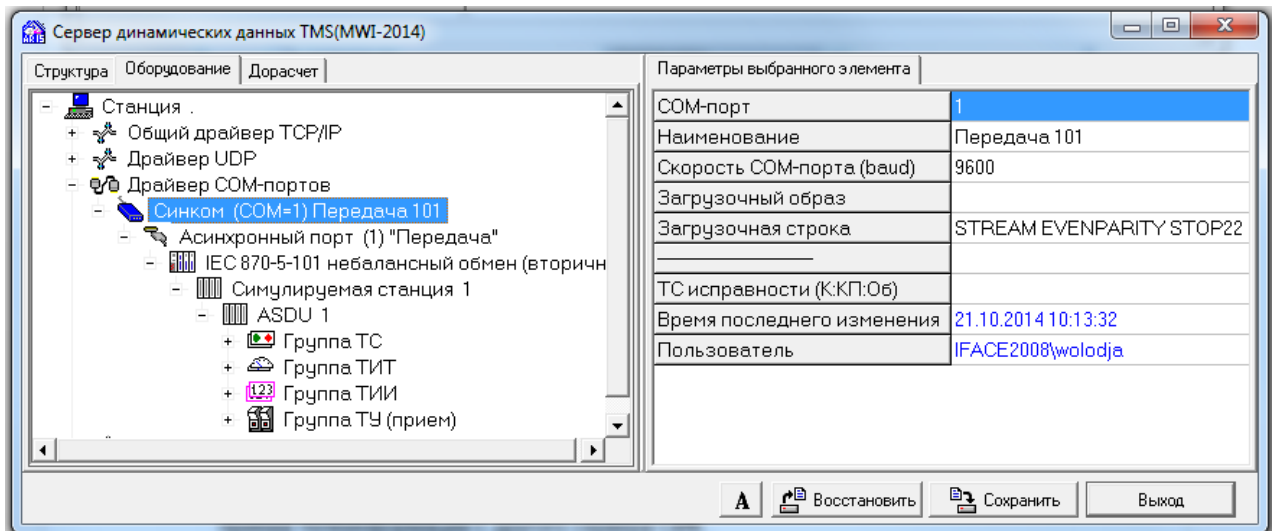 Сервер динамических данных TMS(MWI-2014)
Структура Оборудование Дорасчет
Станция .
Общий драйвер TCP/IP
Драйвер UDP
Драйвер COM-портов
Синком (COM=1) Передача 101
Асинхронный порт (1) "Передача"
IEC 870-5-101 небалансный обмен (вторичн
Симулируемая станция 1
ASDU 1
Группа ТС
Группа ТИТ
123 Группа ТИИ
Группа ТУ (прием)
Параметры выбранного элемента
COM-порт 1
Наименование Передача 101
Скорость COM-порта (baud) 9600
Загрузочный образ
Загрузочная строка STREAM EVENPARITY STOP22
ТС исправности (К:КП:Об)
Время последнего изменения 21.10.2014 10:13:32
Пользователь IFACE2008\wolodja
A Восстановить Сохранить Выход